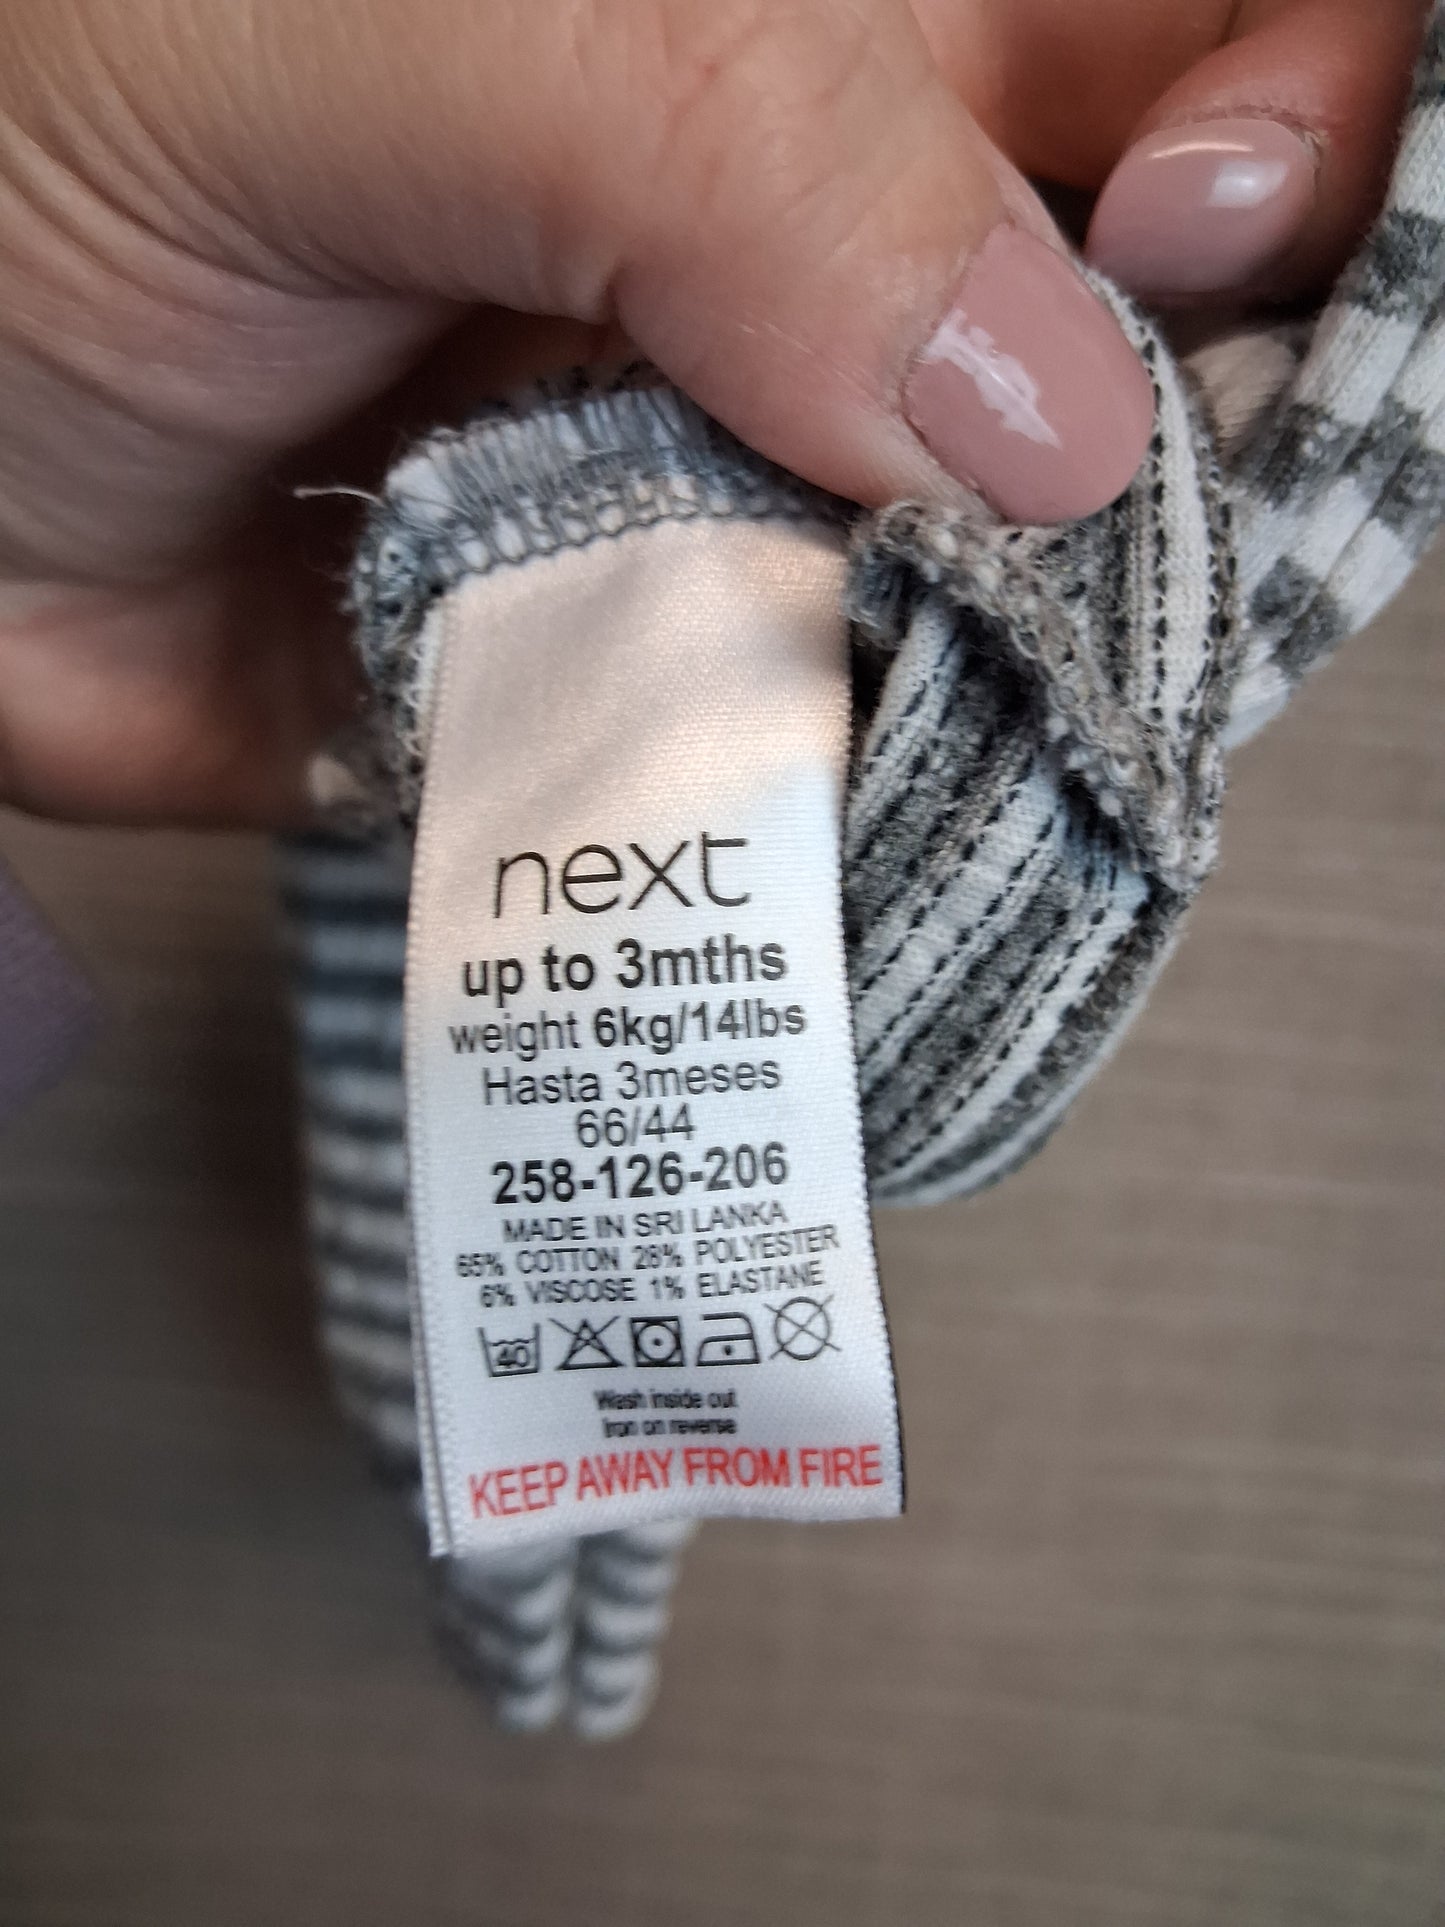 next
up to 3mths
weight 6kg/14lbs
Hasta 3meses
66/44
258-126-206
MADE IN SRI LANKA
65% COTTON 28% POLYESTER
6% VISCOSE 1% ELASTANE
40
Wash inside out
Iron on reverse
KEEP AWAY FROM FIRE